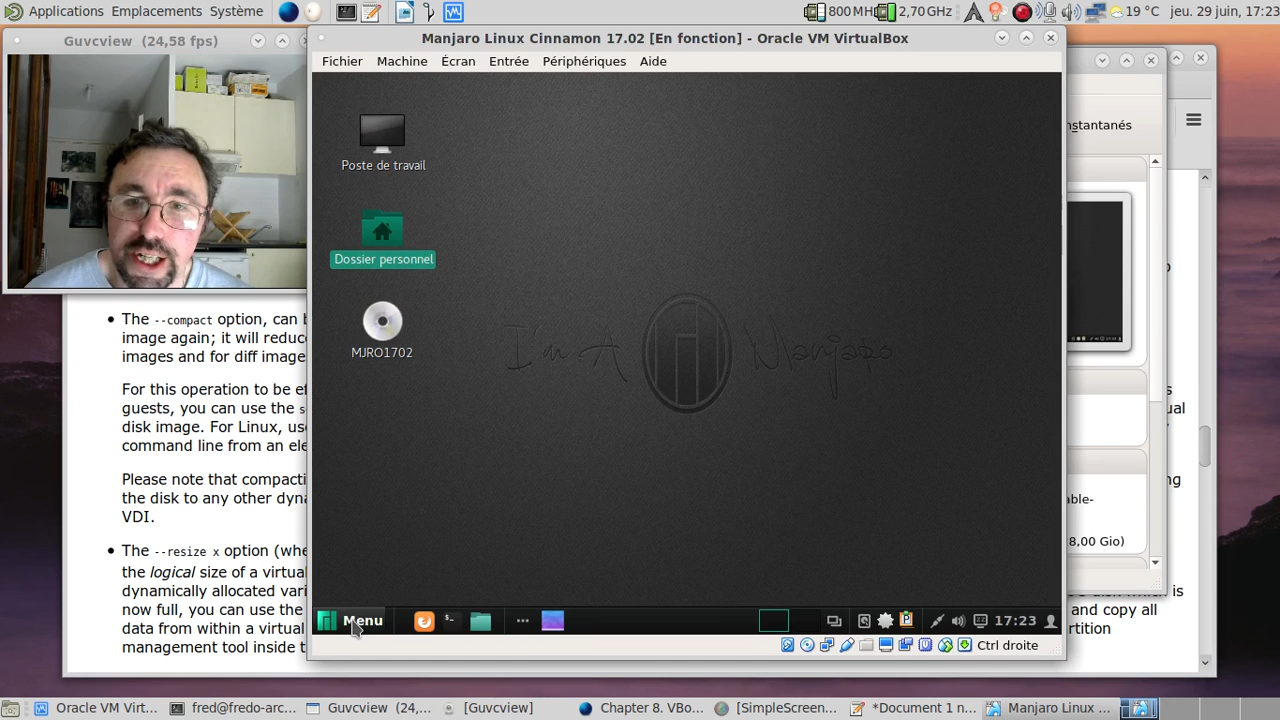 Applications Emplacements Système
800 MHz 2,70 GHz 19 °C jeu. 29 juin, 17:23
Guvcview (24,58 fps)
Manjaro Linux Cinnamon 17.02 [En fonction] - Oracle VM VirtualBox
Fichier Machine Écran Entrée Périphériques Aide
nstantanés
Poste de travail
Dossier personnel
MJRO1702
I'm A Manjaro
The --compact option, can b
image again; it will reduc
images and for diff image
For this operation to be ef
guests, you can use the
disk image. For Linux, use
command line from an ele
Please note that compacti
the disk to any other dyna
VDI.
The --resize x option (whe
the logical size of a virtual
dynamically allocated vari
now full, you can use the
data from within a virtual
management tool inside t
ual
ng
able-
8,00 Gio)
and copy all
rtition
Menu
17:23
Ctrl droite
Oracle VM Virt...
fred@fredo-arc...
Guvcview (24,...
[Guvcview]
Chapter 8. VBo...
[SimpleScreen...
*Document 1 n...
Manjaro Linux ...